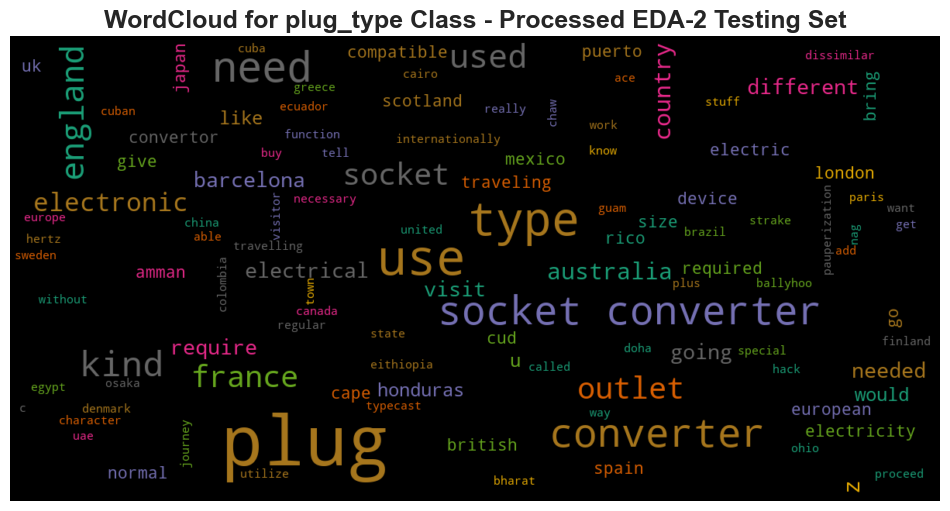 WordCloud for plug_type Class - Processed EDA-2 Testing Set
uk
england
cuba
japan
need
compatible
used
puerto
country
dissimilar
cairo
ace
greece
different
bring
cuban
ecuador
scotland
really
chaw
stuff
like
convertor
function
internationally
work
give
buy
tell
mexico
know
electric
barcelona
socket
traveling
london
electronic
visitor
necessary
type
guam
device
pauperization
paris
europe
china
size
strake
want
hertz
able
united
rico
brazil
nag
get
sweden
travelling
use
add
amman
colombia
electrical
australia
required
town
visit
plus
ballyhoo
without
canada
socket converter
go
regular
state
cud
finland
require
doha
kind
eithiopia
u
called
going
special
osaka
france
hack
needed
egypt
cape
honduras
outlet
would
c
denmark
typecast
character
way
european
uae
plug
converter
electricity
journey
british
ohio
normal
utilize
spain
proceed
bharat
z